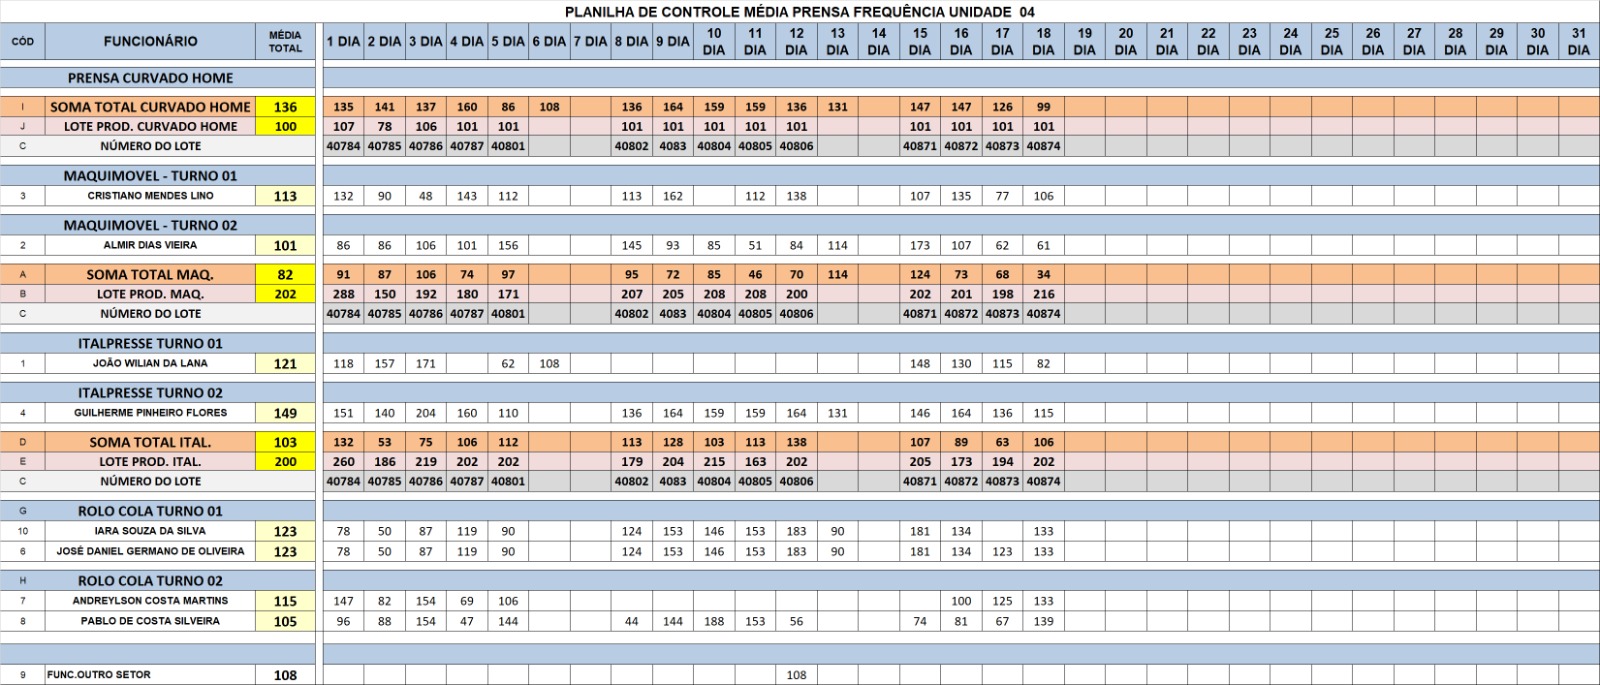 PLANILHA DE CONTROLE MÉDIA PRENSA FREQUÊNCIA UNIDADE 04
CÓD FUNCIONÁRIO MÉDIA TOTAL 1 DIA 2 DIA 3 DIA 4 DIA 5 DIA 6 DIA 7 DIA 8 DIA 9 DIA 10 DIA 11 DIA 12 DIA 13 DIA 14 DIA 15 DIA 16 DIA 17 DIA 18 DIA 19 DIA 20 DIA 21 DIA 22 DIA 23 DIA 24 DIA 25 DIA 26 DIA 27 DIA 28 DIA 29 DIA 30 DIA 31 DIA
PRENSA CURVADO HOME
I SOMA TOTAL CURVADO HOME 136 135 141 137 160 86 108 136 164 159 159 136 131 147 147 126 99
J LOTE PROD. CURVADO HOME 100 107 78 106 101 101 101 101 101 101 101 101 101 101 101
C NÚMERO DO LOTE 40784 40785 40786 40787 40801 40802 4083 40804 40805 40806 40871 40872 40873 40874
MAQUIMOVEL - TURNO 01
3 CRISTIANO MENDES LINO 113 132 90 48 143 112 113 162 112 138 107 135 77 106
MAQUIMOVEL - TURNO 02
2 ALMIR DIAS VIEIRA 101 86 86 106 101 156 145 93 85 51 84 114 173 107 62 61
A SOMA TOTAL MAQ. 82 91 87 106 74 97 95 72 85 46 70 114 124 73 68 34
B LOTE PROD. MAQ. 202 288 150 192 180 171 207 205 208 208 200 202 201 198 216
C NÚMERO DO LOTE 40784 40785 40786 40787 40801 40802 4083 40804 40805 40806 40871 40872 40873 40874
ITALPRESSE TURNO 01
1 JOÃO WILIAN DA LANA 121 118 157 171 62 108 148 130 115 82
ITALPRESSE TURNO 02
4 GUILHERME PINHEIRO FLORES 149 151 140 204 160 110 136 164 159 159 164 131 146 164 136 115
D SOMA TOTAL ITAL. 103 132 53 75 106 112 113 128 103 113 138 107 89 63 106
E LOTE PROD. ITAL. 200 260 186 219 202 202 179 204 215 163 202 205 173 194 202
C NÚMERO DO LOTE 40784 40785 40786 40787 40801 40802 4083 40804 40805 40806 40871 40872 40873 40874
G ROLO COLA TURNO 01
10 IARA SOUZA DA SILVA 123 78 50 87 119 90 124 153 146 153 183 90 181 134 133
6 JOSÉ DANIEL GERMANO DE OLIVEIRA 123 78 50 87 119 90 124 153 146 153 183 90 181 134 123 133
H ROLO COLA TURNO 02
7 ANDREYLSON COSTA MARTINS 115 147 82 154 69 106 100 125 133
8 PABLO DE COSTA SILVEIRA 105 96 88 154 47 144 44 144 188 153 56 74 81 67 139
9 FUNC.OUTRO SETOR 108 108